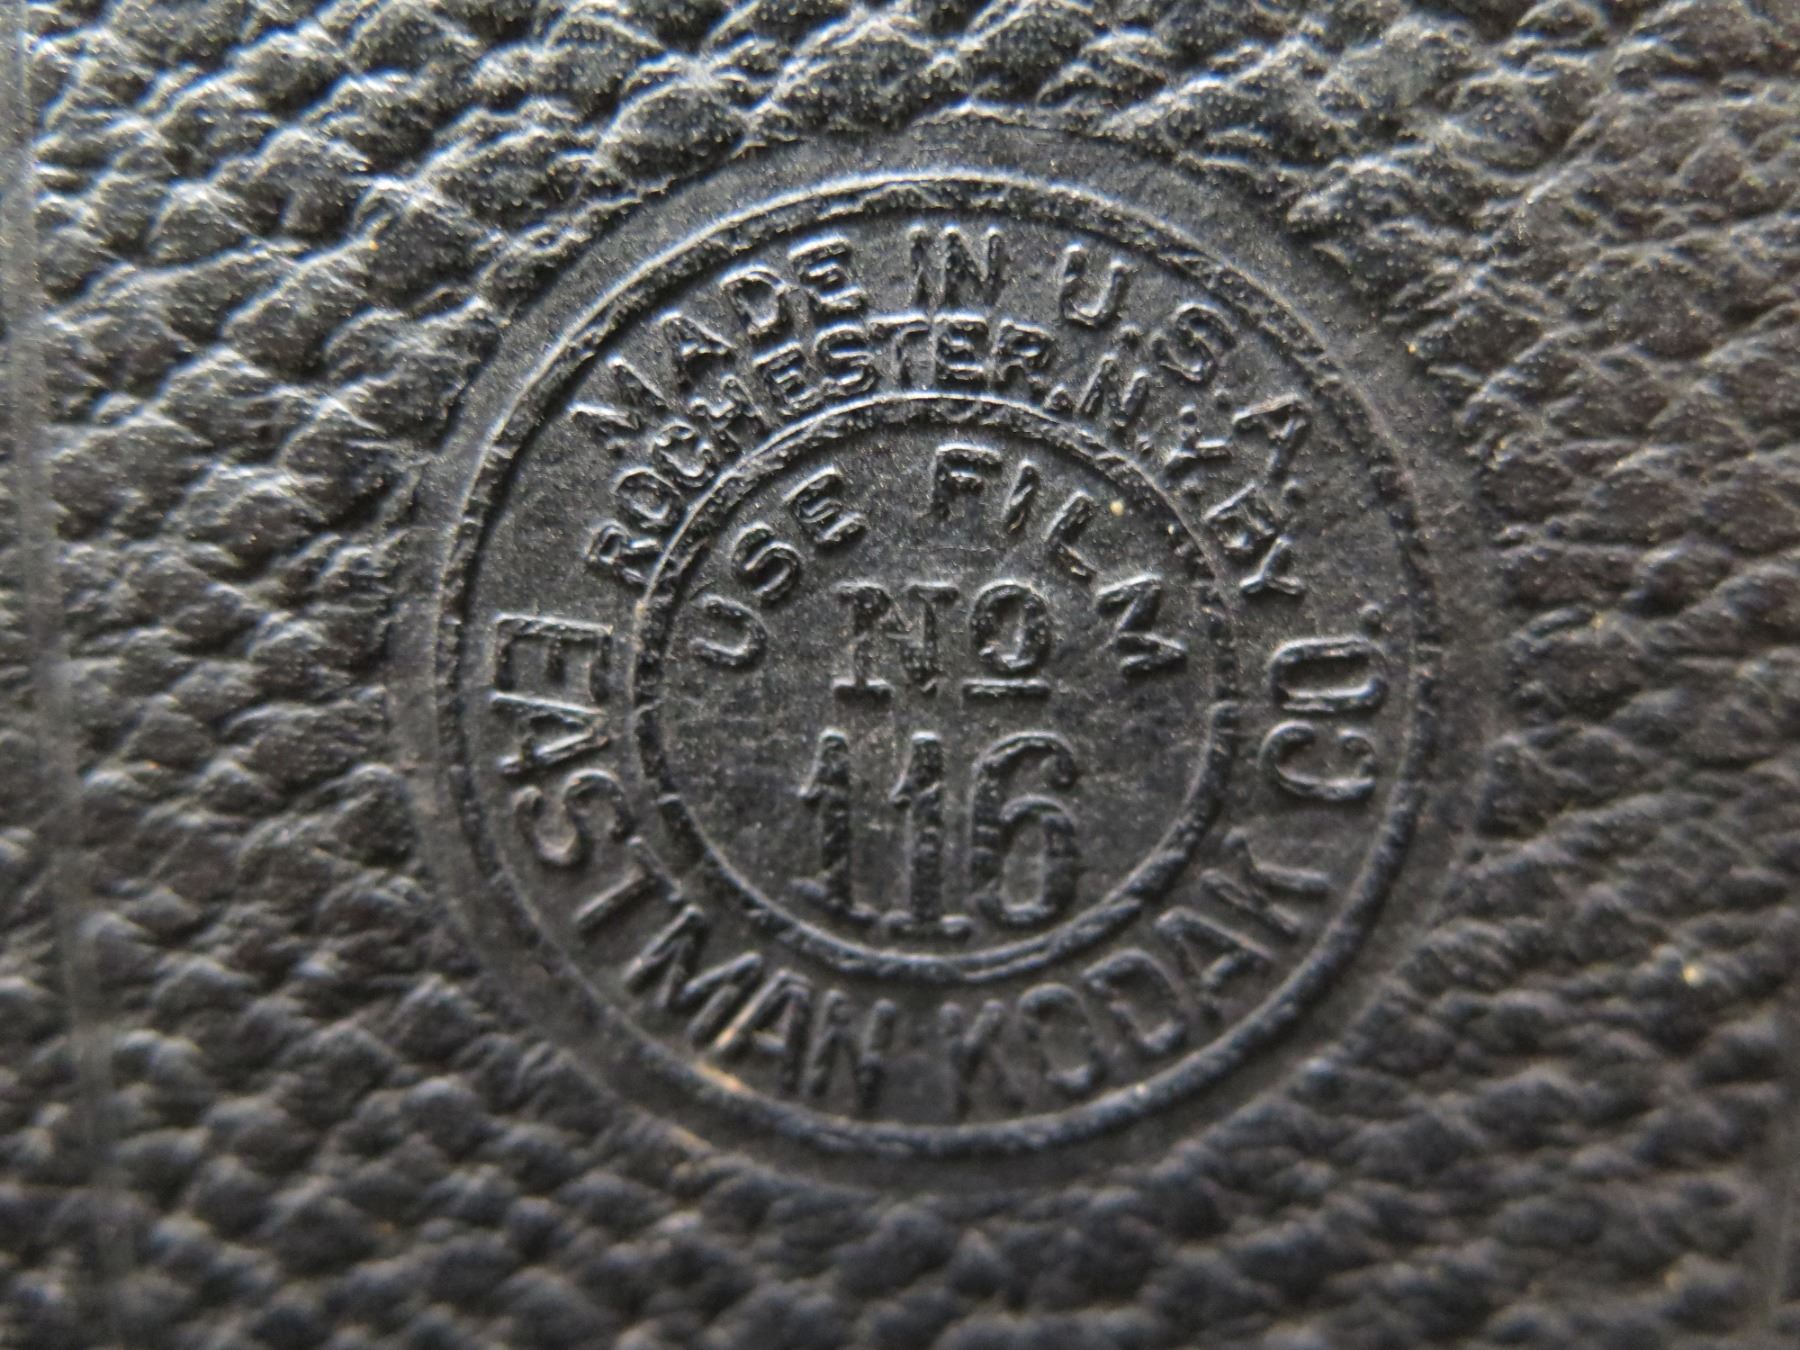 MADE IN U.S.A.
ROCHESTER.N.Y. BY
EASTMAN KODAK CO.
USE FILM
NO
116